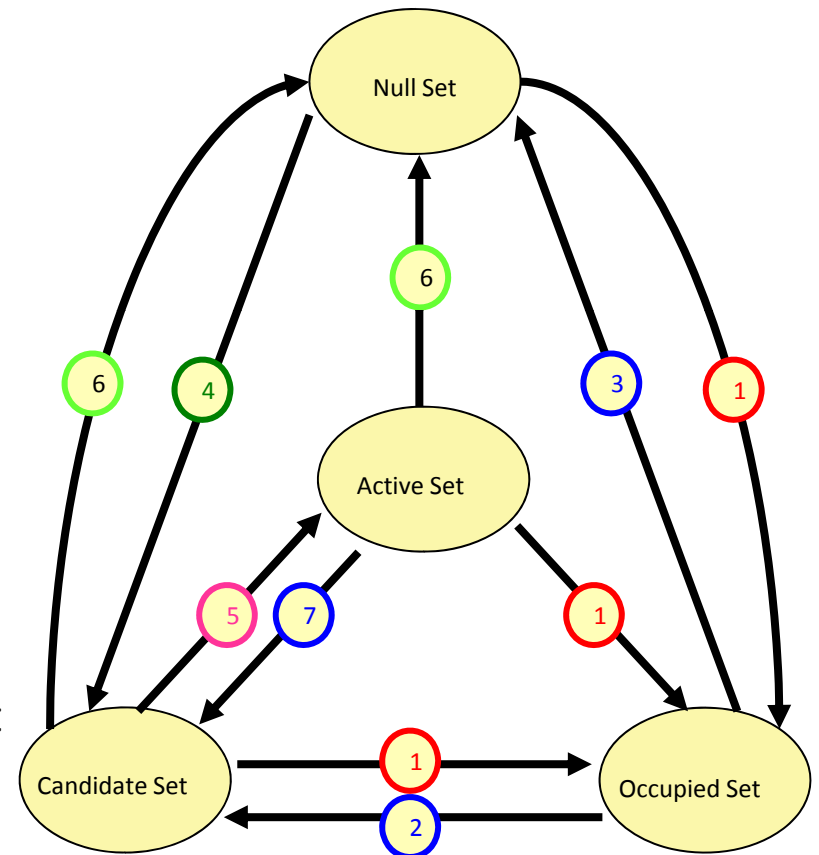 Null Set
6
6
4
3
1
Active Set
5
7
1
1
Candidate Set
Occupied Set
2